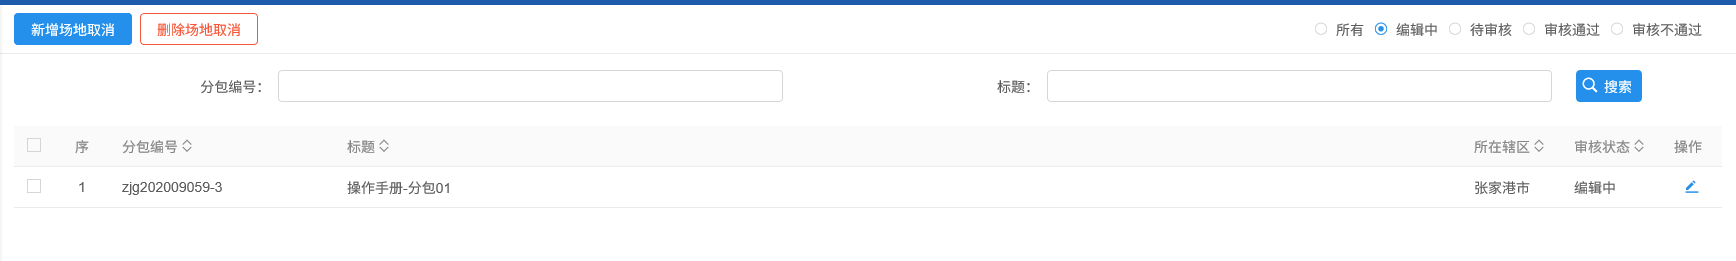 新增场地取消 删除场地取消 所有 编辑中 待审核 审核通过 审核不通过
分包编号： 标题： 搜索
序 分包编号 标题 所在辖区 审核状态 操作
1 zjg202009059-3 操作手册-分包01 张家港市 编辑中